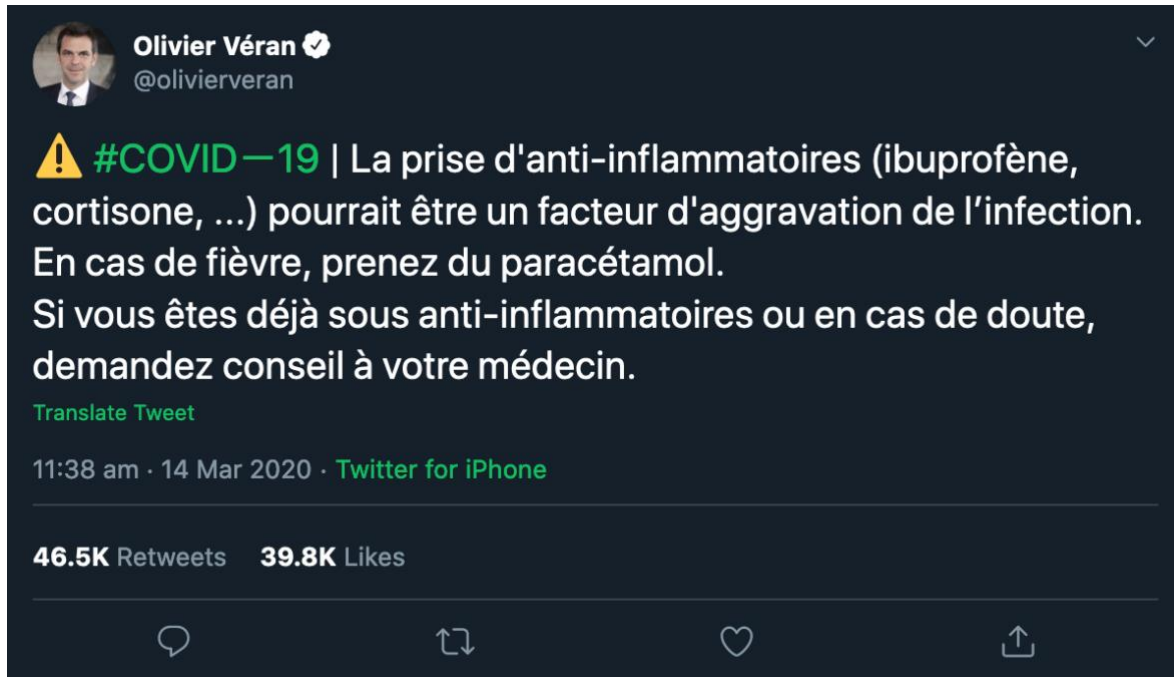 Olivier Véran
@olivierveran
⚠️ #COVID—19 | La prise d'anti-inflammatoires (ibuprofène,
cortisone, ...) pourrait être un facteur d'aggravation de l’infection.
En cas de fièvre, prenez du paracétamol.
Si vous êtes déjà sous anti-inflammatoires ou en cas de doute,
demandez conseil à votre médecin.
Translate Tweet
11:38 am · 14 Mar 2020 · Twitter for iPhone
46.5K Retweets 39.8K Likes